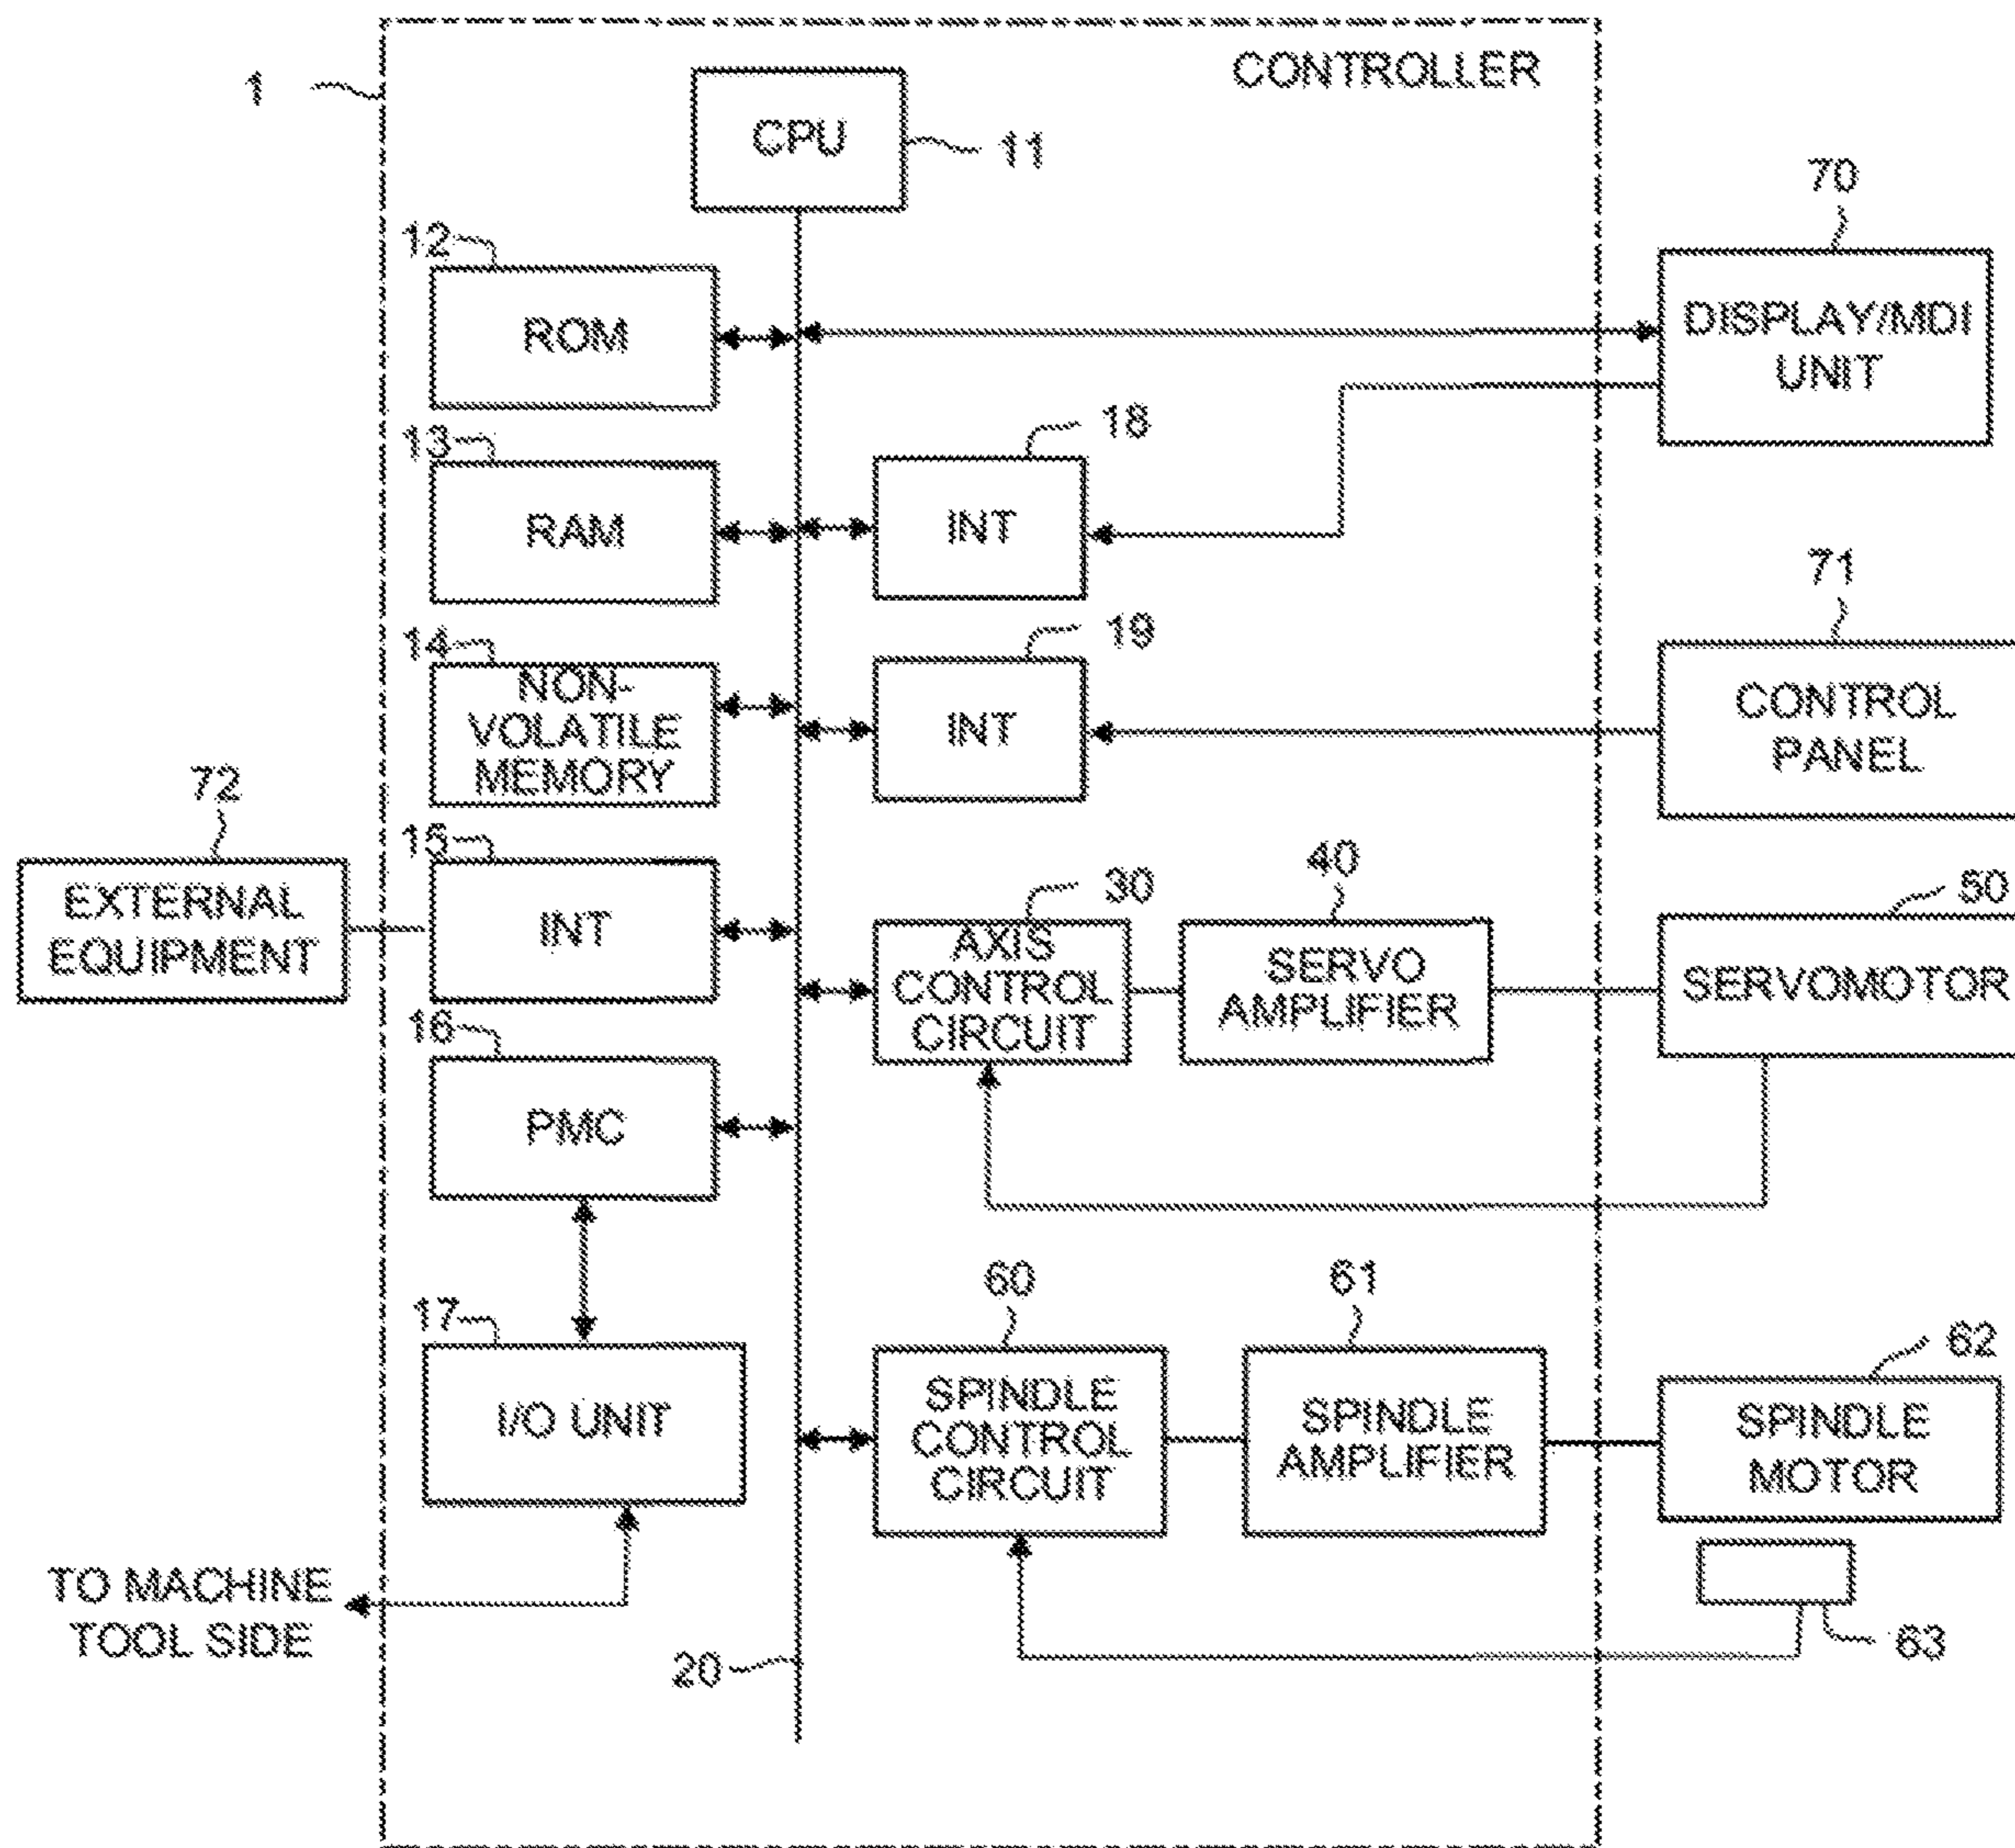 1
CONTROLLER
CPU
11
70
12
ROM
DISPLAY/MDI
UNIT
13
RAM
18
INT
71
14
NON-
VOLATILE
MEMORY
19
INT
CONTROL
PANEL
72
EXTERNAL
EQUIPMENT
15
INT
30
AXIS
CONTROL
CIRCUIT
40
SERVO
AMPLIFIER
50
SERVOMOTOR
16
PMC
17
I/O UNIT
60
SPINDLE
CONTROL
CIRCUIT
61
SPINDLE
AMPLIFIER
62
SPINDLE
MOTOR
TO MACHINE
TOOL SIDE
20
63